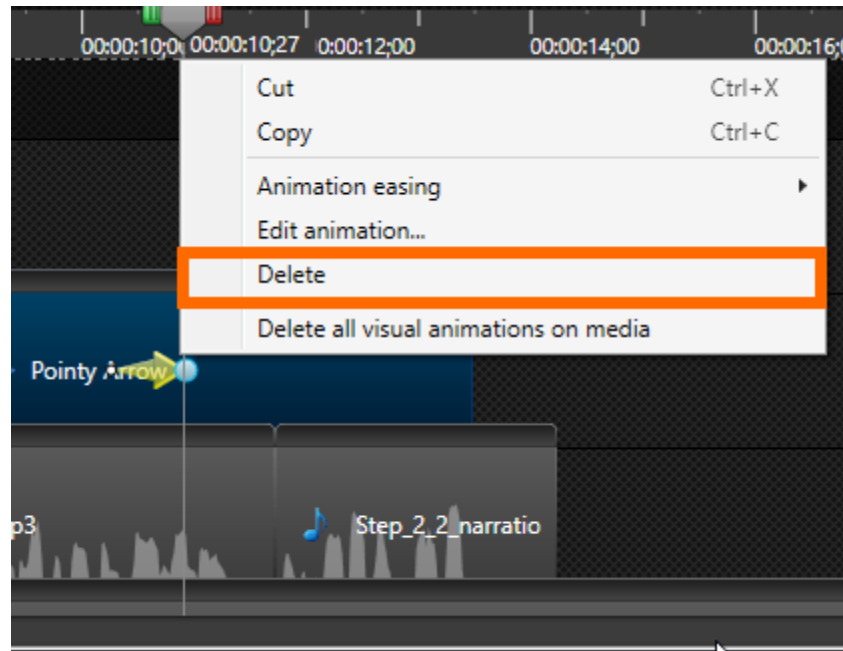 00:00:10;0 00:00:10;27 0:00:12;00 00:00:14;00 00:00:16;
Cut Ctrl+X
Copy Ctrl+C
Animation easing
Edit animation...
Delete
Delete all visual animations on media
Pointy Arrow
p3
Step_2_2_narratio